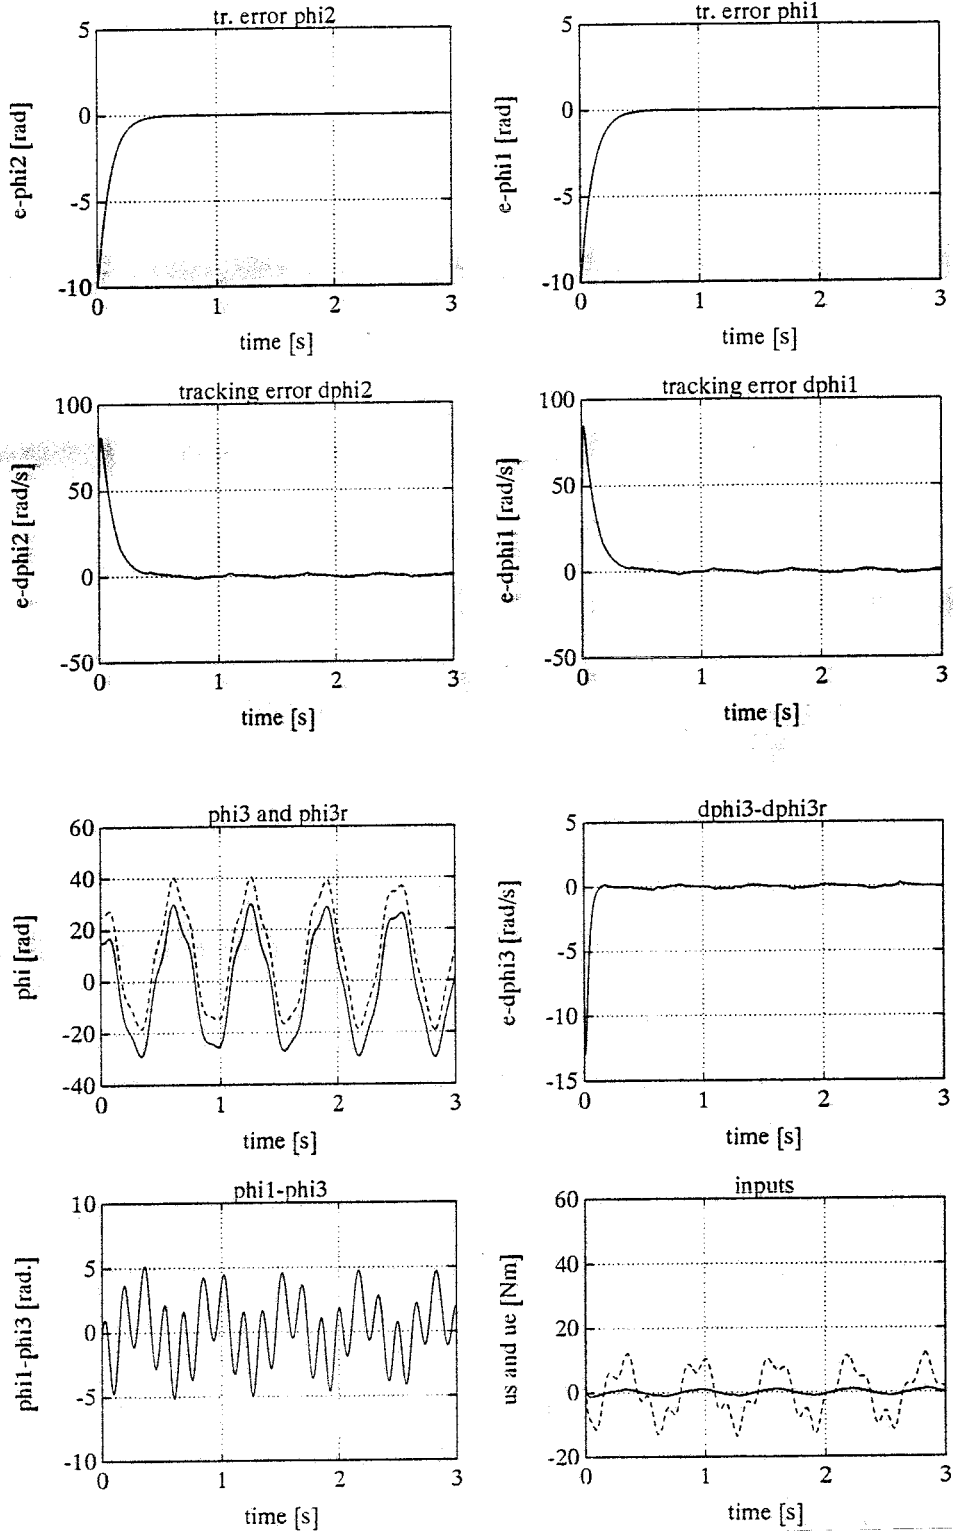 tr. error phi2
5
0
-5
-10
e-phi2 [rad]
0 1 2 3
time [s]
tr. error phi1
5
0
-5
-10
e-phi1 [rad]
0 1 2 3
time [s]
tracking error dphi2
100
50
0
-50
e-dphi2 [rad/s]
0 1 2 3
time [s]
tracking error dphi1
100
50
0
-50
e-dphi1 [rad/s]
0 1 2 3
time [s]
phi3 and phi3r
60
40
20
0
-20
-40
phi [rad]
0 1 2 3
time [s]
dphi3-dphi3r
5
0
-5
-10
-15
e-dphi3 [rad/s]
0 1 2 3
time [s]
phi1-phi3
10
5
0
-5
-10
phi1-phi3 [rad.]
0 1 2 3
time [s]
inputs
60
40
20
0
-20
us and ue [Nm]
0 1 2 3
time [s]